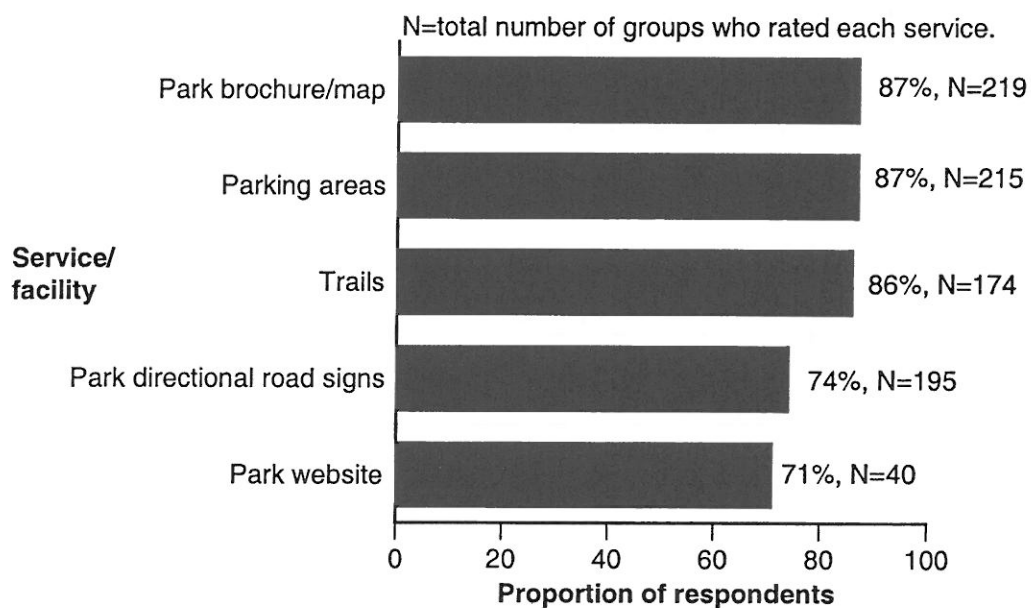 N=total number of groups who rated each service.
Park brochure/map
87%, N=219
Parking areas
87%, N=215
Service/
facility
Trails
86%, N=174
Park directional road signs
74%, N=195
Park website
71%, N=40
0
20
40
60
80
100
Proportion of respondents